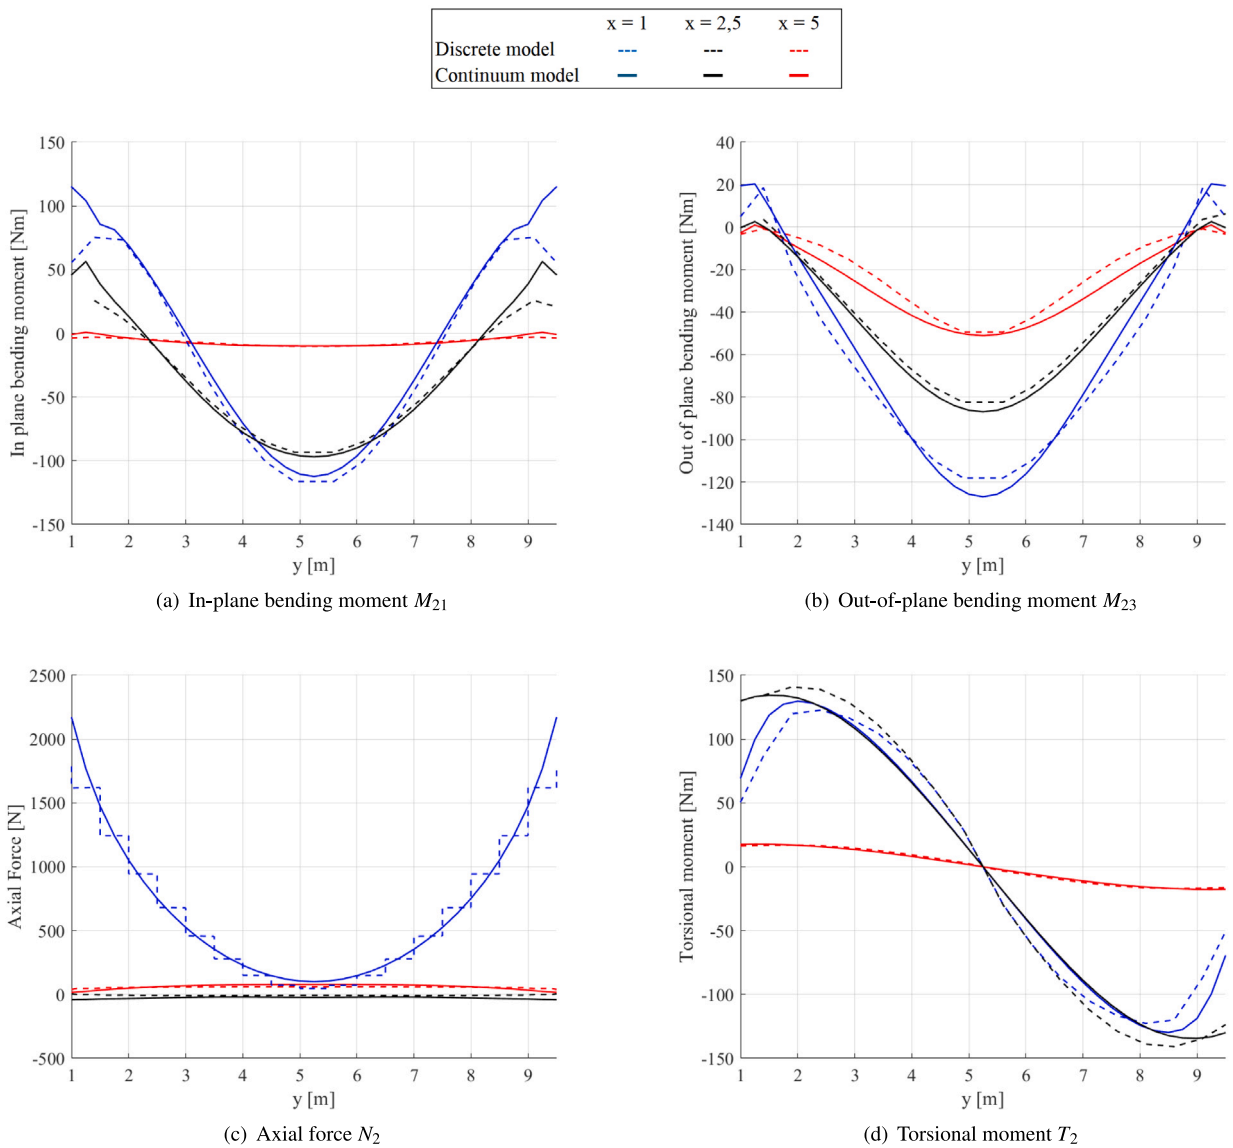 x = 1 x = 2,5 x = 5
Discrete model
Continuum model
150
100
50
0
-50
-100
-150
In plane bending moment [Nm]
1 2 3 4 5 6 7 8 9
y [m]
(a) In-plane bending moment M21
40
20
0
-20
-40
-60
-80
-100
-120
-140
Out of plane bending moment [Nm]
1 2 3 4 5 6 7 8 9
y [m]
(b) Out-of-plane bending moment M23
2500
2000
1500
1000
500
0
-500
Axial Force [N]
1 2 3 4 5 6 7 8 9
y [m]
(c) Axial force N2
150
100
50
0
-50
-100
-150
Torsional moment [Nm]
1 2 3 4 5 6 7 8 9
y [m]
(d) Torsional moment T2